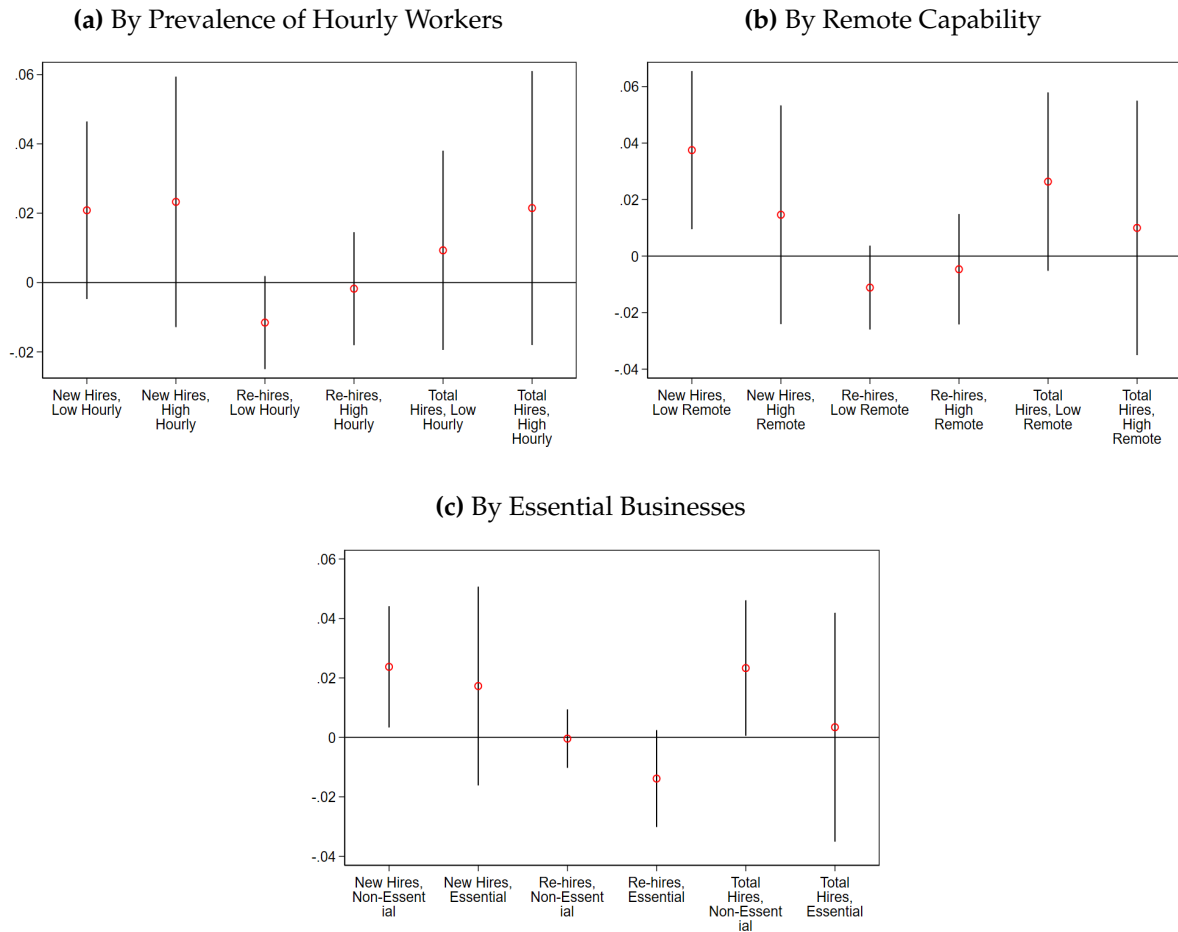 (a) By Prevalence of Hourly Workers
.06
.04
.02
0
-.02
New Hires,
Low Hourly
New Hires,
High
Hourly
Re-hires,
Low Hourly
Re-hires,
High
Hourly
Total
Hires, Low
Hourly
Total
Hires,
High
Hourly
(b) By Remote Capability
.06
.04
.02
0
-.02
-.04
New Hires,
Low Remote
New Hires,
High
Remote
Re-hires,
Low Remote
Re-hires,
High
Remote
Total
Hires, Low
Remote
Total
Hires,
High
Remote
(c) By Essential Businesses
.06
.04
.02
0
-.02
-.04
New Hires,
Non-Essent
ial
New Hires,
Essential
Re-hires,
Non-Essent
ial
Re-hires,
Essential
Total
Hires,
Non-Essent
ial
Total
Hires,
Essential